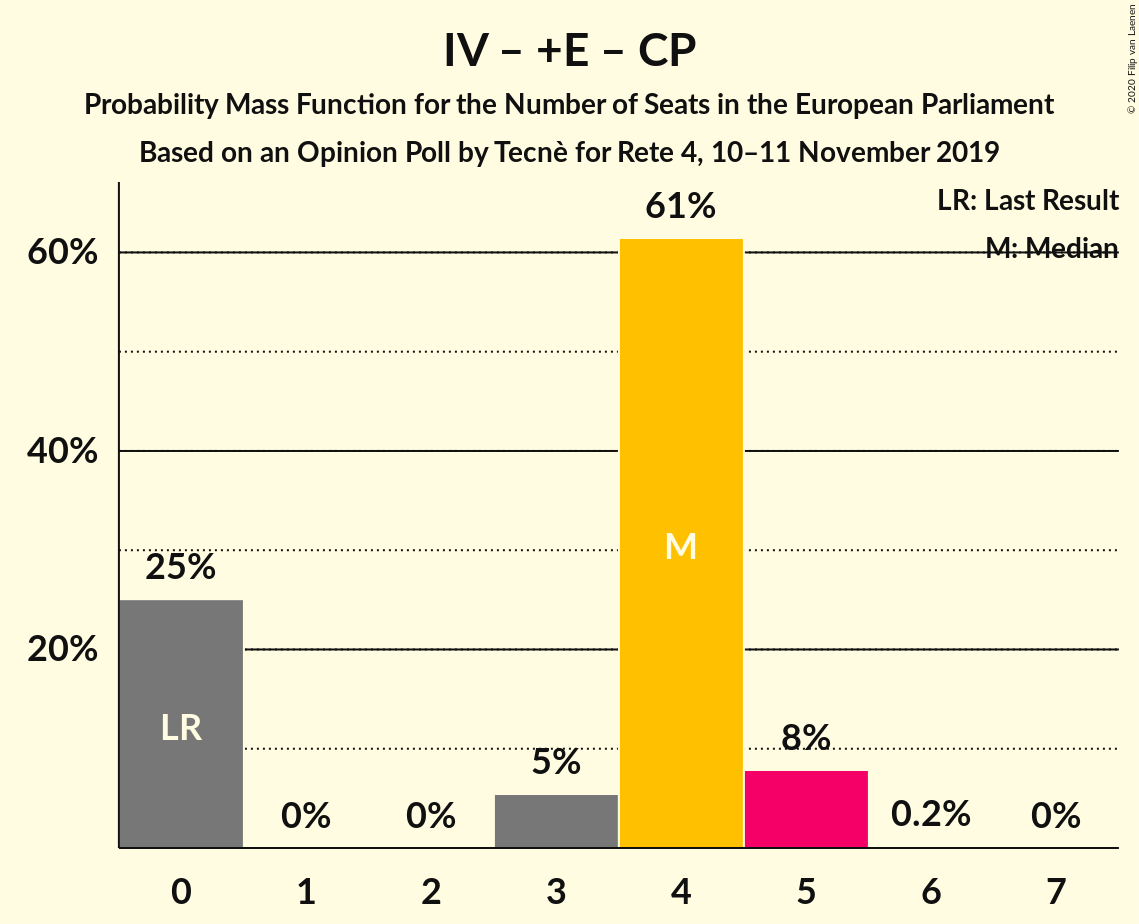 IV – +E – CP
Probability Mass Function for the Number of Seats in the European Parliament
Based on an Opinion Poll by Tecnè for Rete 4, 10–11 November 2019
© 2020 Filip van Laenen
LR: Last Result
M: Median
60%
40%
20%
25%
0%
0%
5%
61%
8%
0.2%
0%
LR
M
0 1 2 3 4 5 6 7